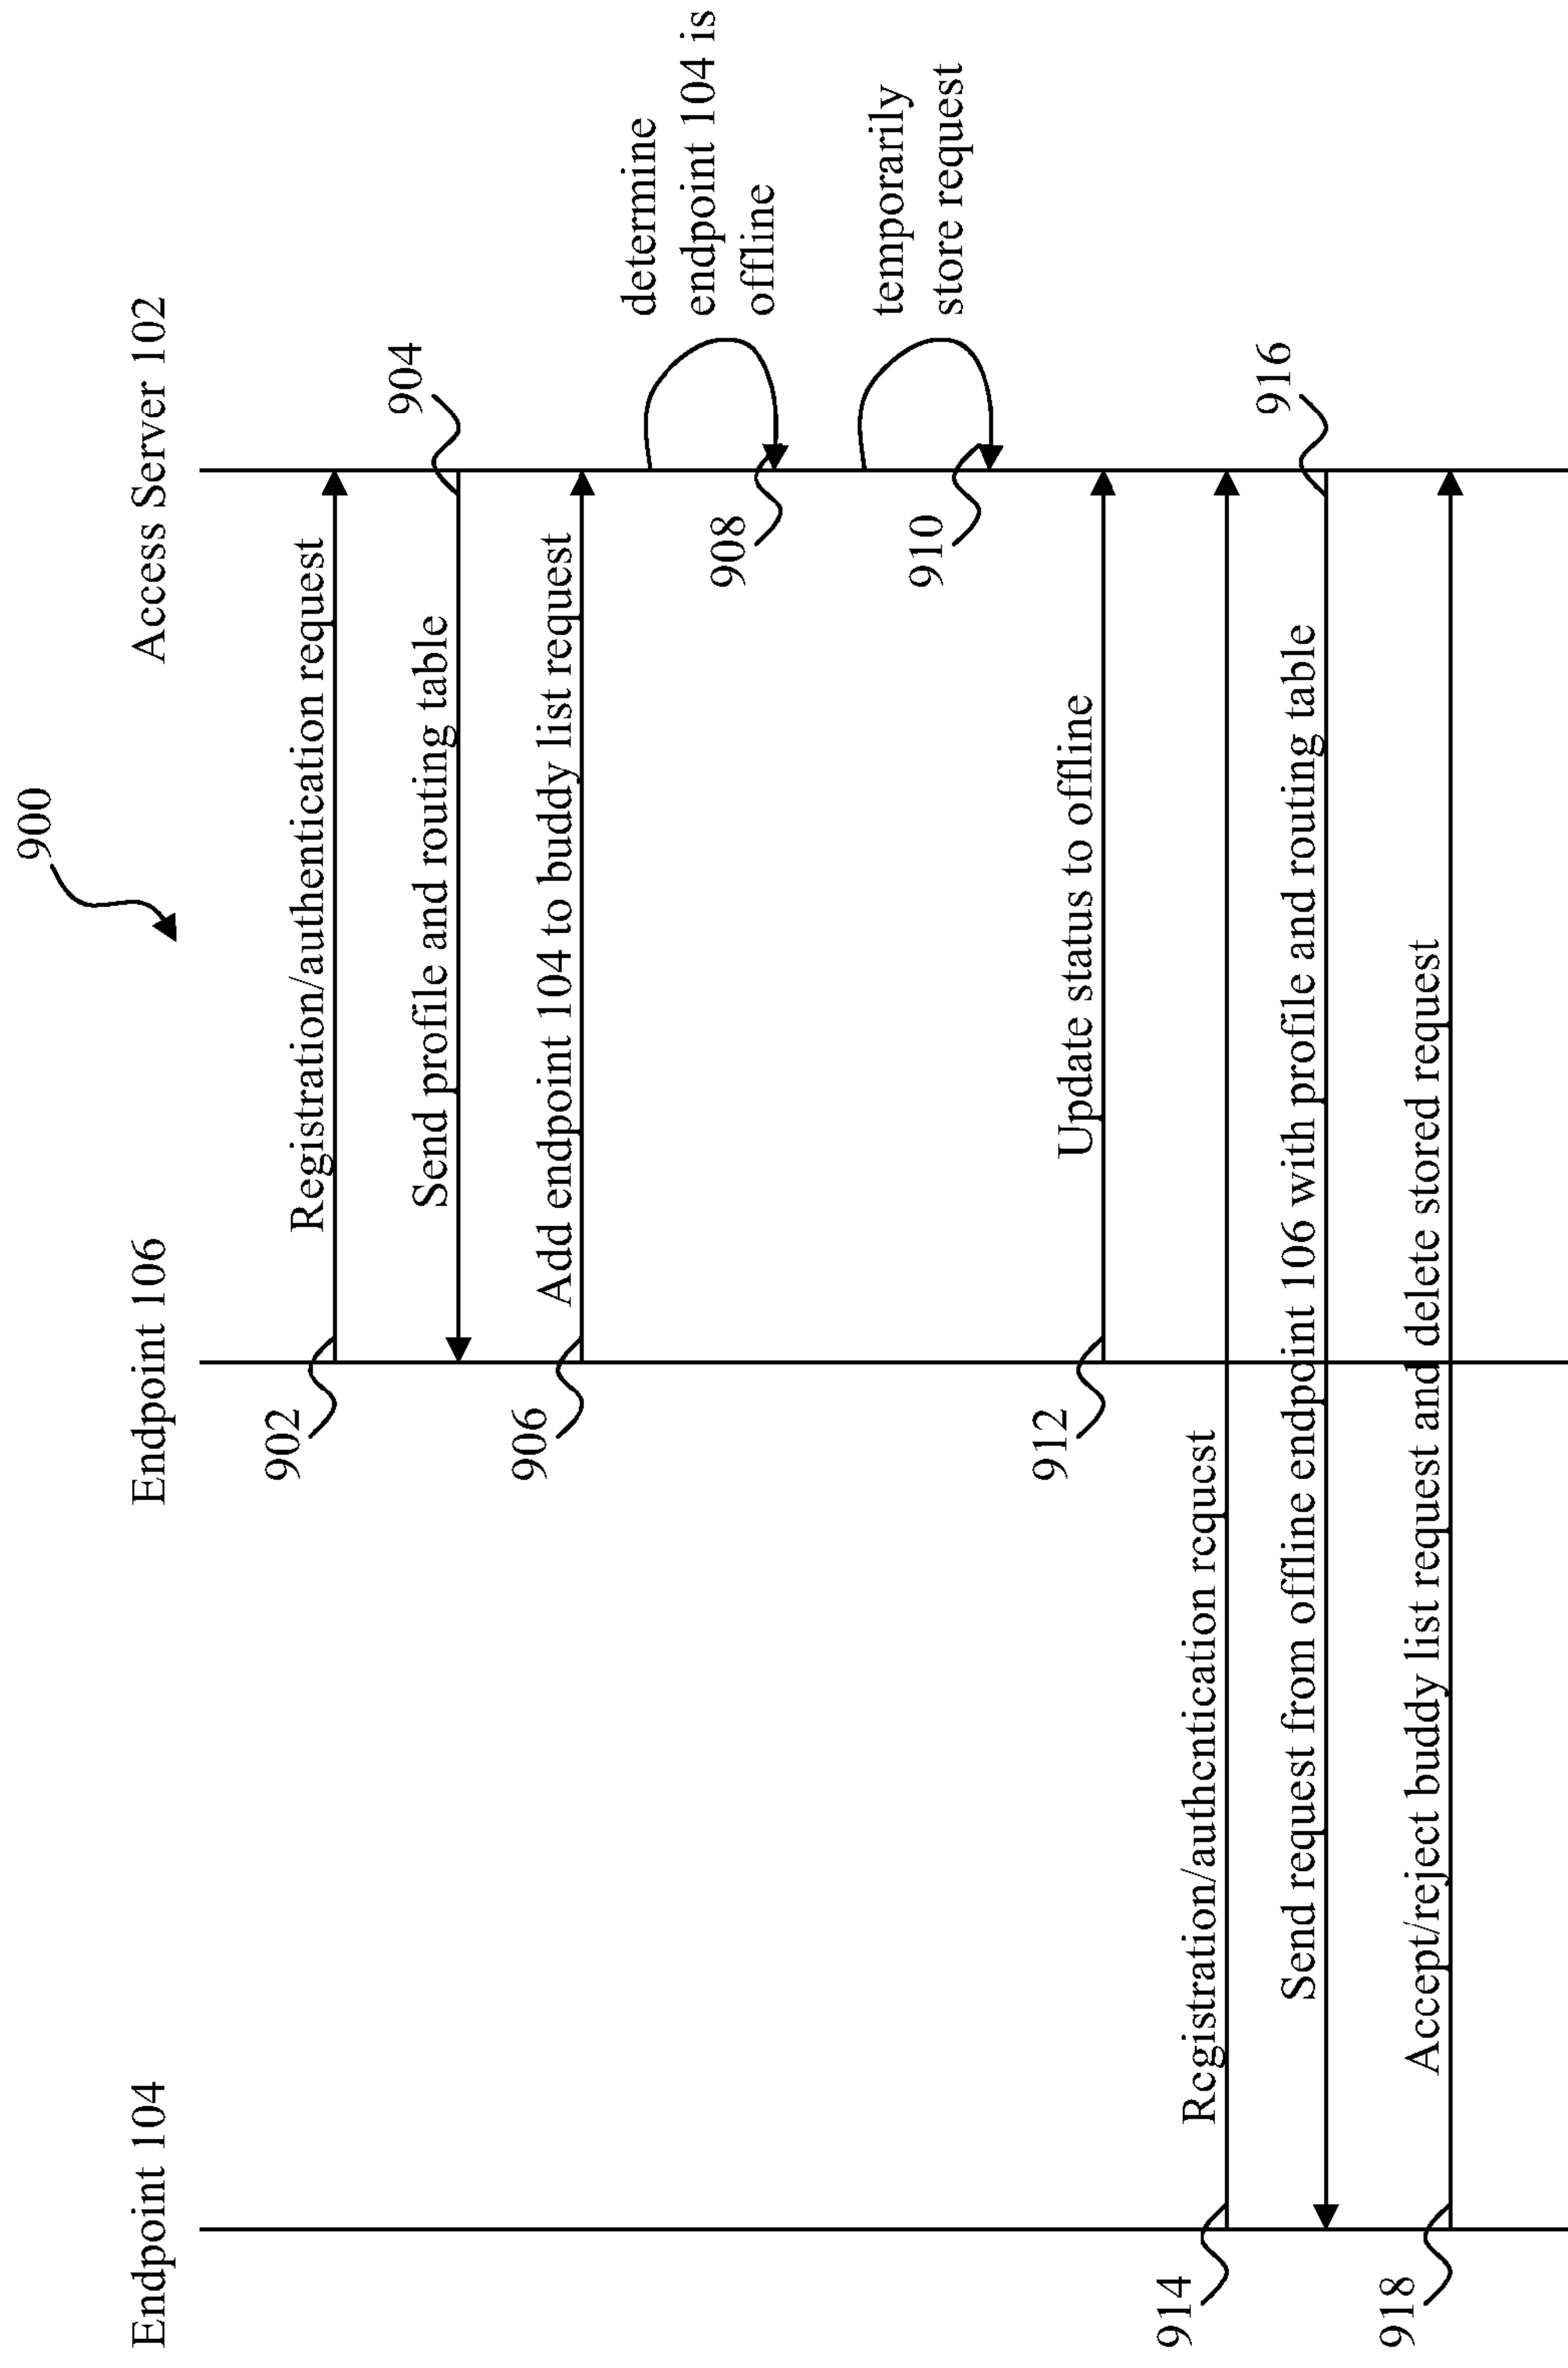 900
Endpoint 104
Endpoint 106
Access Server 102
902
Registration/authentication request
904
Send profile and routing table
906
Add endpoint 104 to buddy list request
determine
endpoint 104 is
offline
908
temporarily
store request
910
912
Update status to offline
914
Registration/authentication request
916
Send request from offline endpoint 106 with profile and routing table
918
Accept/reject buddy list request and delete stored request